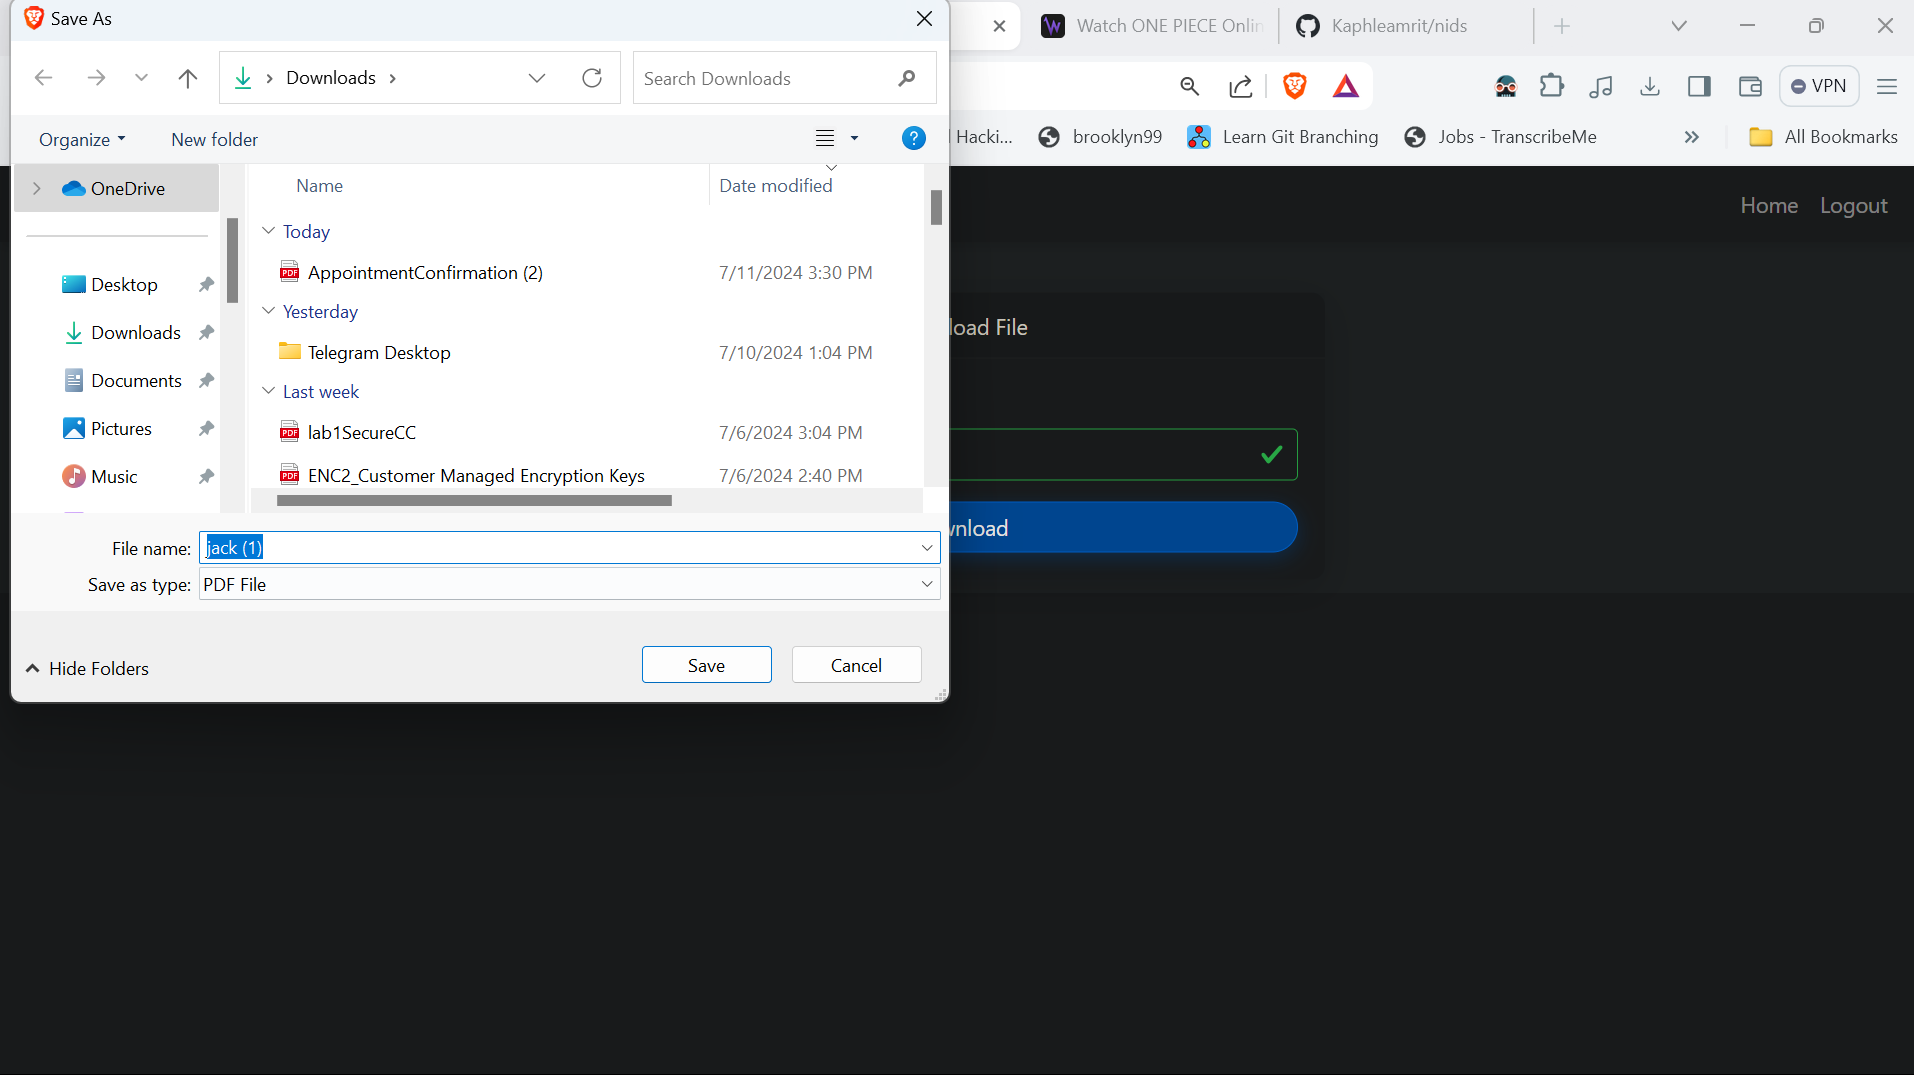 Save As
Watch ONE PIECE Onlin
Kaphleamrit/nids
Downloads
Search Downloads
VPN
Organize
New folder
?
Hacki...
brooklyn99
Learn Git Branching
Jobs - TranscribeMe
All Bookmarks
OneDrive
Name
Date modified
Home
Logout
Today
AppointmentConfirmation (2)
7/11/2024 3:30 PM
Desktop
Yesterday
Downloads
Telegram Desktop
7/10/2024 1:04 PM
load File
Documents
Last week
Pictures
lab1SecureCC
7/6/2024 3:04 PM
Music
ENC2_Customer Managed Encryption Keys
7/6/2024 2:40 PM
File name:
jack (1)
wnload
Save as type:
PDF File
Hide Folders
Save
Cancel